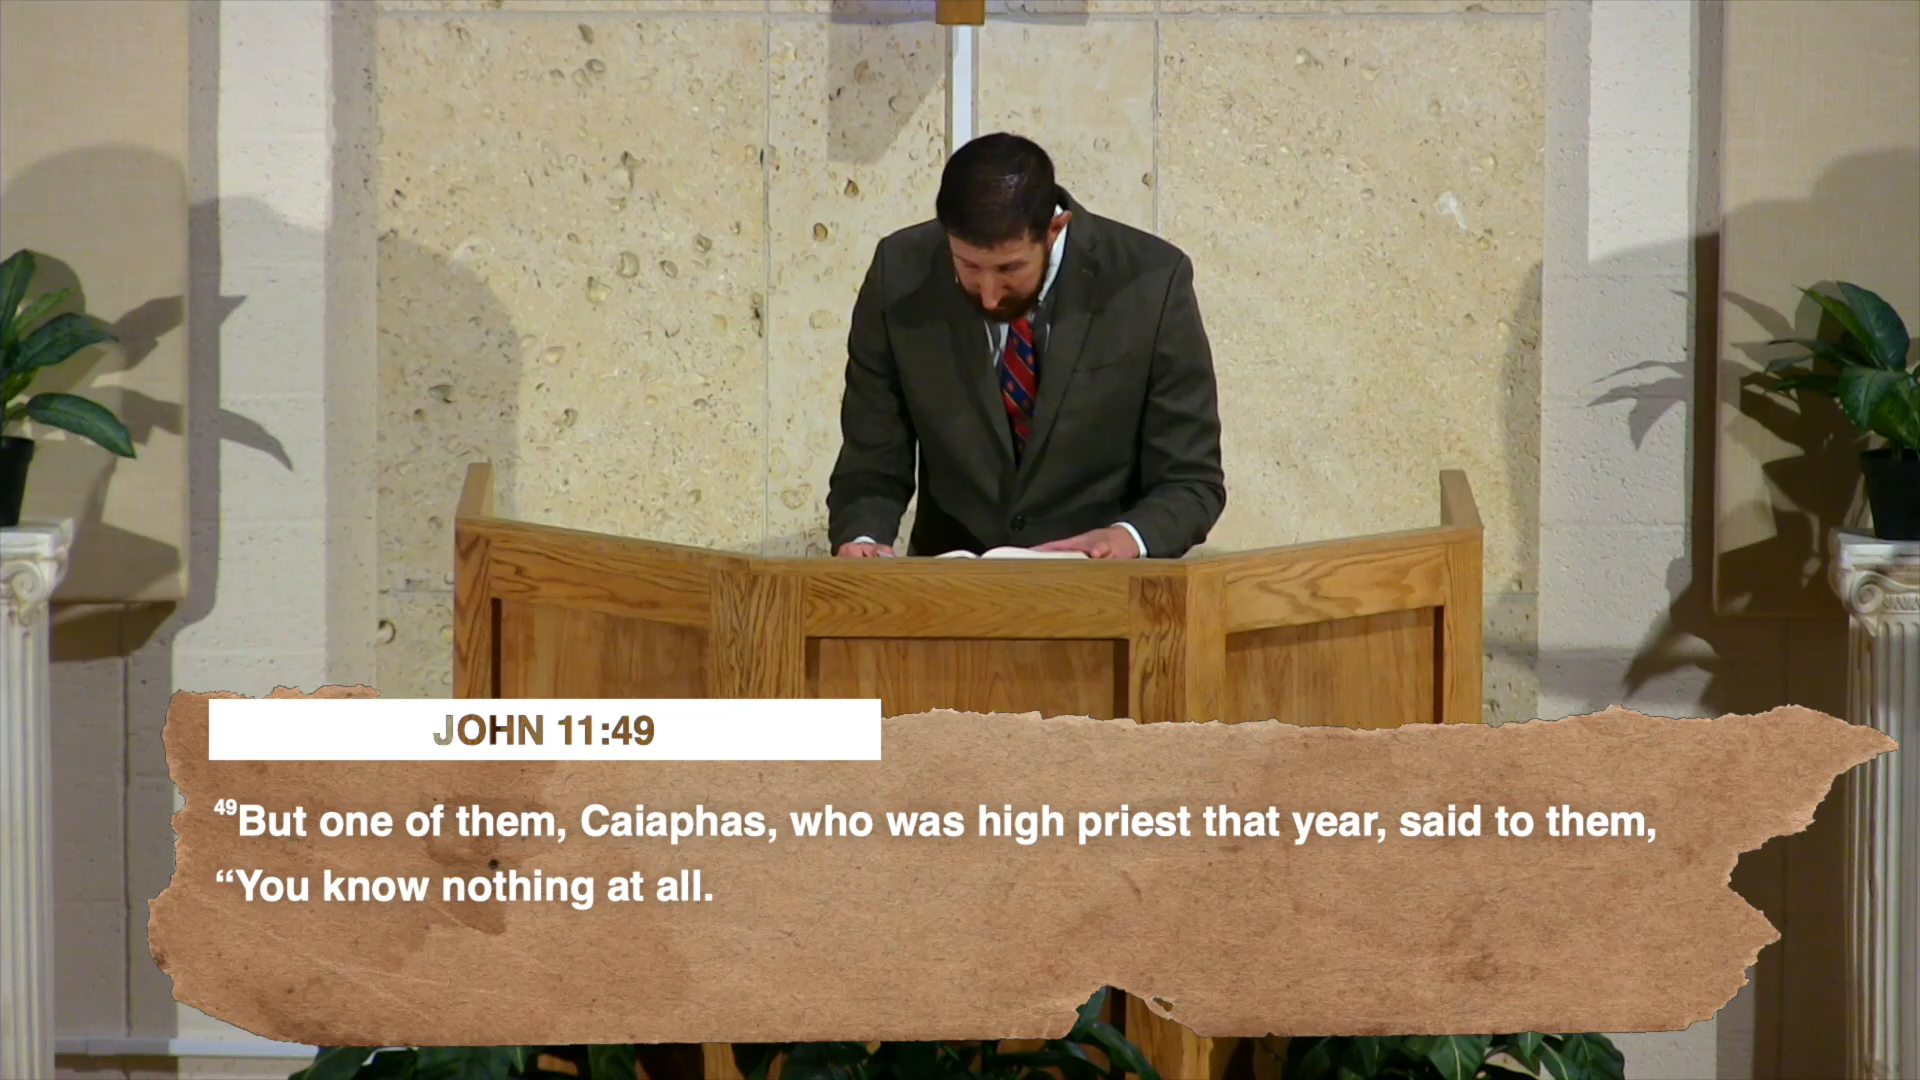 JOHN 11:49
49But one of them, Caiaphas, who was high priest that year, said to them,
“You know nothing at all.